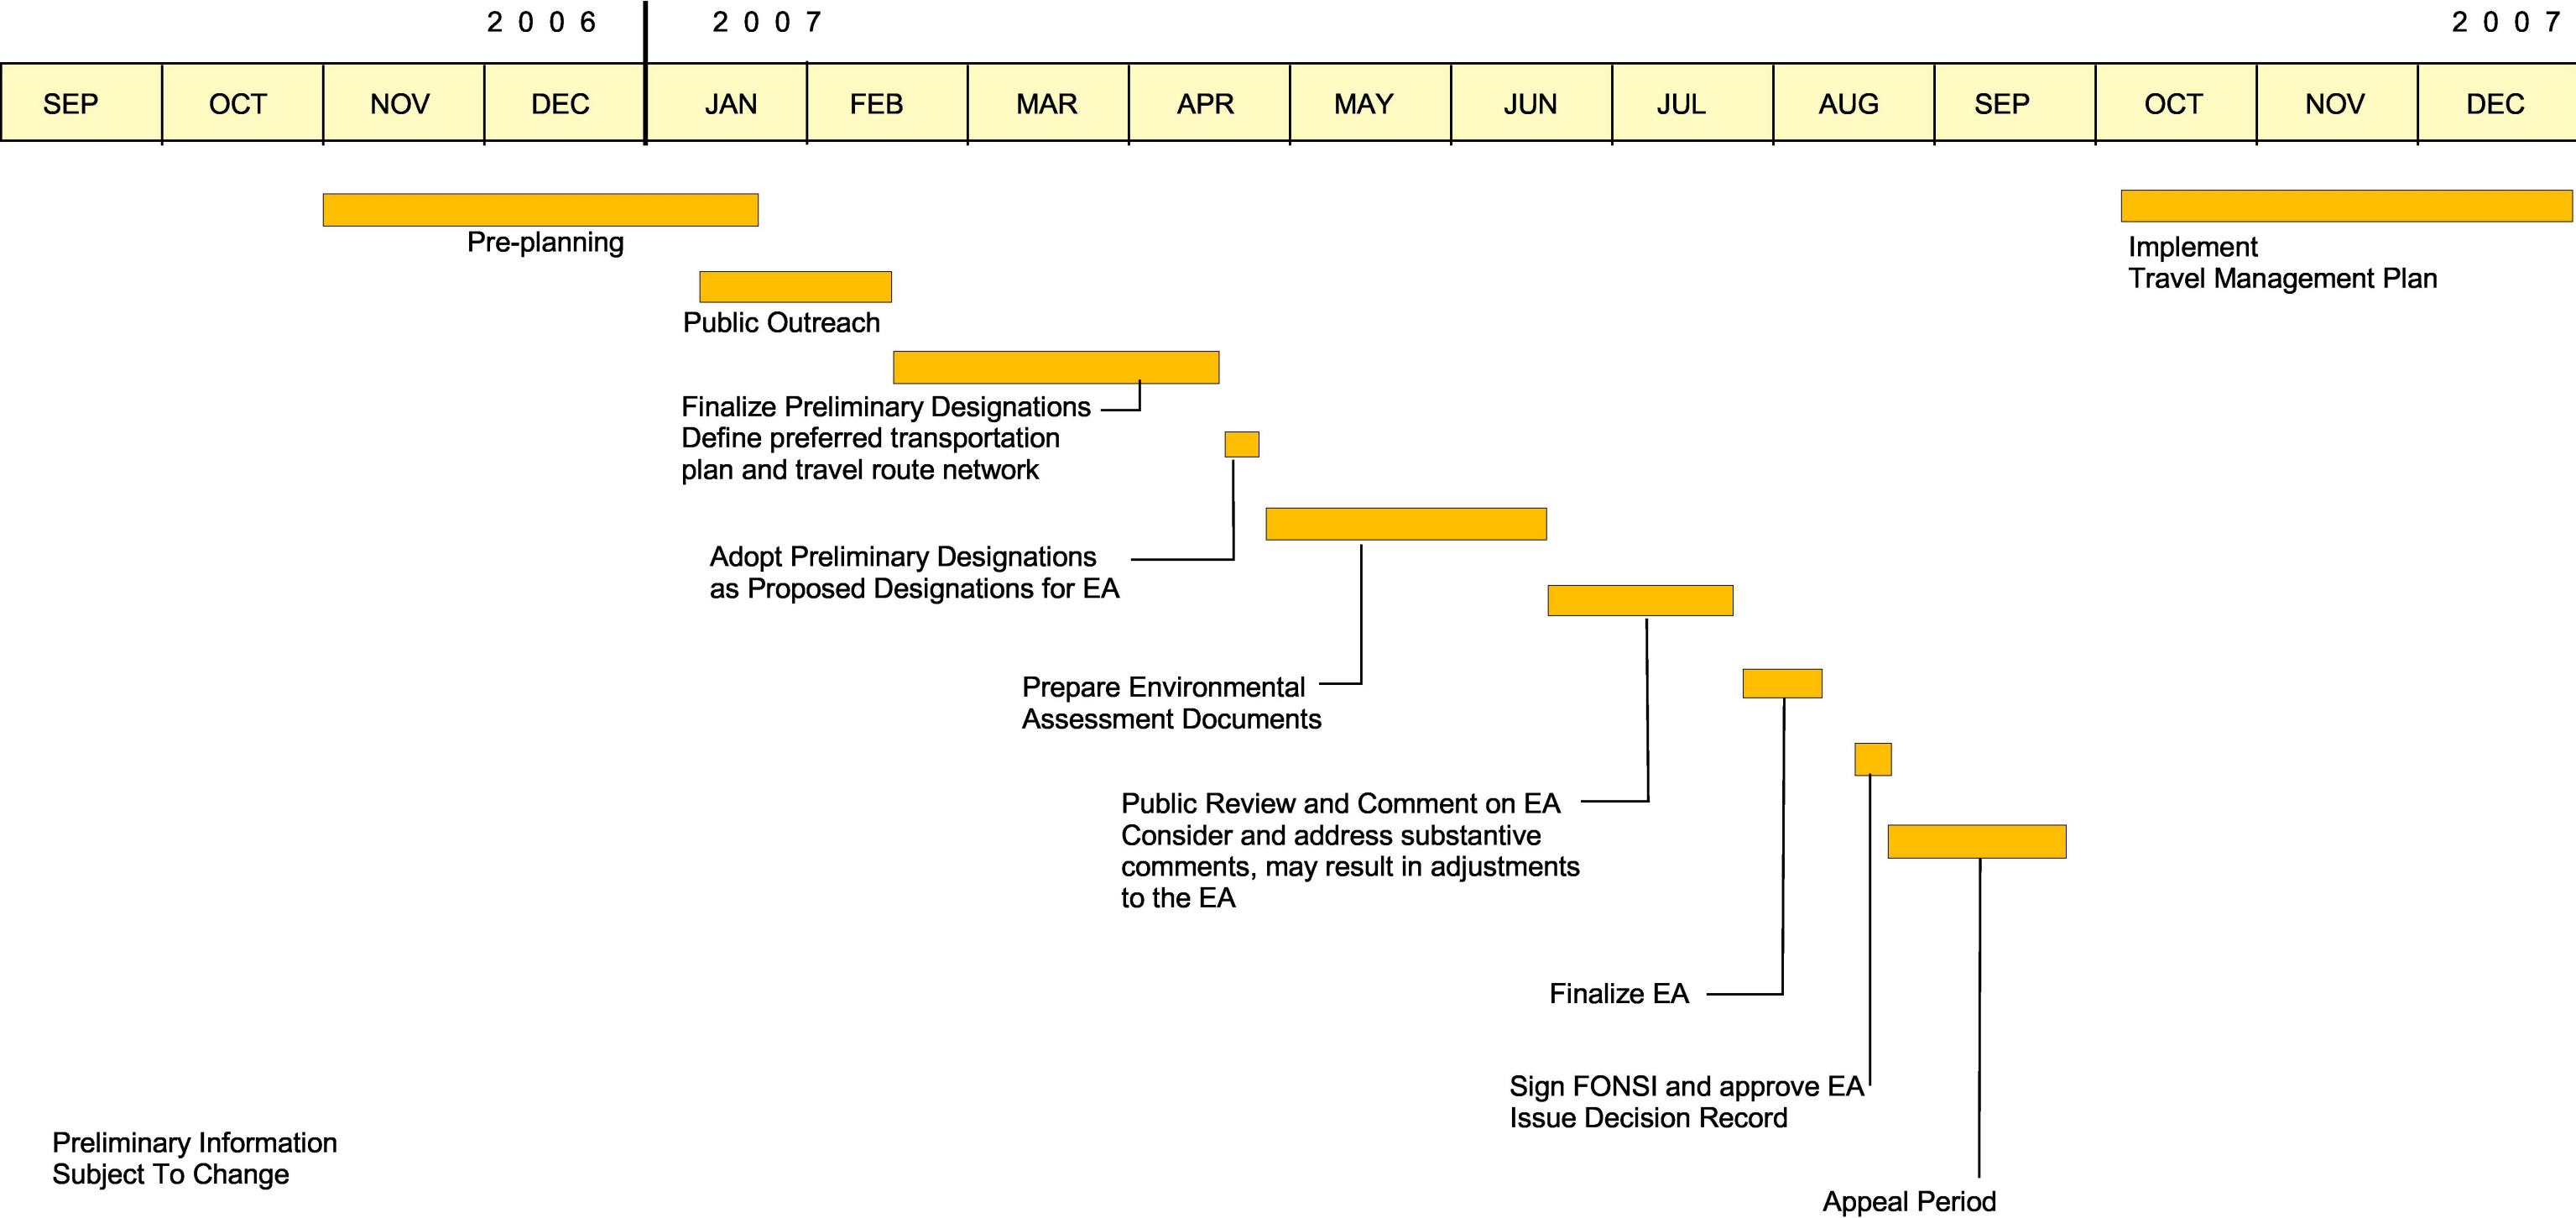 2 0 0 6
2 0 0 7
2 0 0 7
SEP OCT NOV DEC JAN FEB MAR APR MAY JUN JUL AUG SEP OCT NOV DEC
Pre-planning
Implement
Travel Management Plan
Public Outreach
Finalize Preliminary Designations
Define preferred transportation
plan and travel route network
Adopt Preliminary Designations
as Proposed Designations for EA
Prepare Environmental
Assessment Documents
Public Review and Comment on EA
Consider and address substantive
comments, may result in adjustments
to the EA
Finalize EA
Sign FONSI and approve EA
Issue Decision Record
Preliminary Information
Subject To Change
Appeal Period